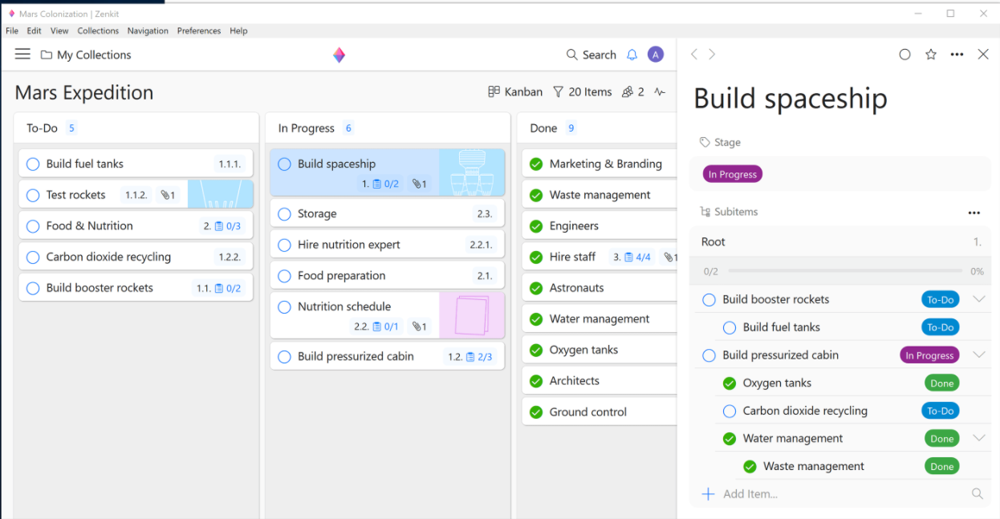 Mars Colonization | Zenkit
File Edit View Collections Navigation Preferences Help
My Collections
Search
A
Mars Expedition
Kanban
20 Items
2
To-Do 5
Build fuel tanks 1.1.1.
Test rockets 1.1.2. 1
Food & Nutrition 2. 0/3
Carbon dioxide recycling 1.2.2.
Build booster rockets 1.1. 0/2
In Progress 6
Build spaceship
1. 0/2 1
Storage 2.3.
Hire nutrition expert 2.2.1.
Food preparation 2.1.
Nutrition schedule
2.2. 0/1 1
Build pressurized cabin 1.2. 2/3
Done 9
Marketing & Branding
Waste management
Engineers
Hire staff 3. 4/4 1
Astronauts
Water management
Oxygen tanks
Architects
Ground control
Build spaceship
Stage
In Progress
Subitems
Root 1.
0/2 0%
Build booster rockets To-Do
Build fuel tanks To-Do
Build pressurized cabin In Progress
Oxygen tanks Done
Carbon dioxide recycling To-Do
Water management Done
Waste management Done
Add Item...